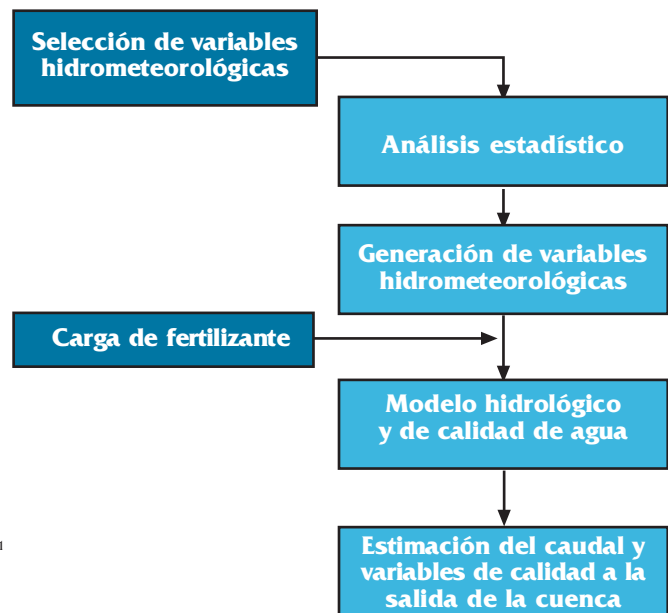 Selección de variables
hidrometeorológicas
Análisis estadístico
Generación de variables
hidrometeorológicas
Carga de fertilizante
Modelo hidrológico
y de calidad de agua
1
Estimación del caudal y
variables de calidad a la
salida de la cuenca